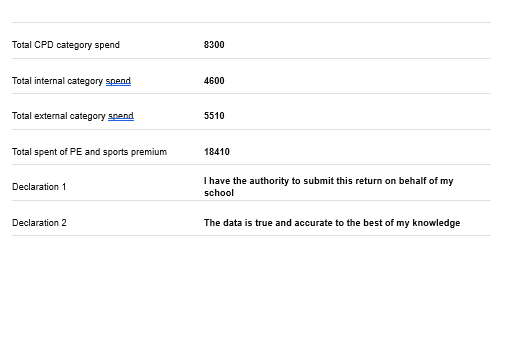 Total CPD category spend 8300
Total internal category spend 4600
Total external category spend 5510
Total spent of PE and sports premium 18410
Declaration 1 I have the authority to submit this return on behalf of my
school
Declaration 2 The data is true and accurate to the best of my knowledge